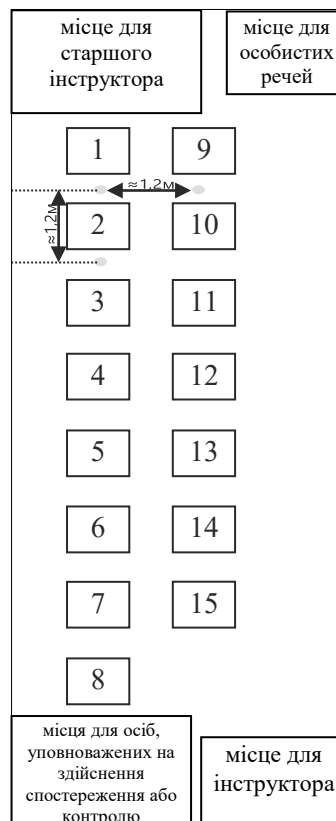 місце для
старшого
інструктора
місце для
особистих
речей
1
9
≈1,2м
≈1,2м
2
10
3
11
4
12
5
13
6
14
7
15
8
місця для осіб,
уповноважених на
здійснення
спостереження або
контролю
місце для
інструктора